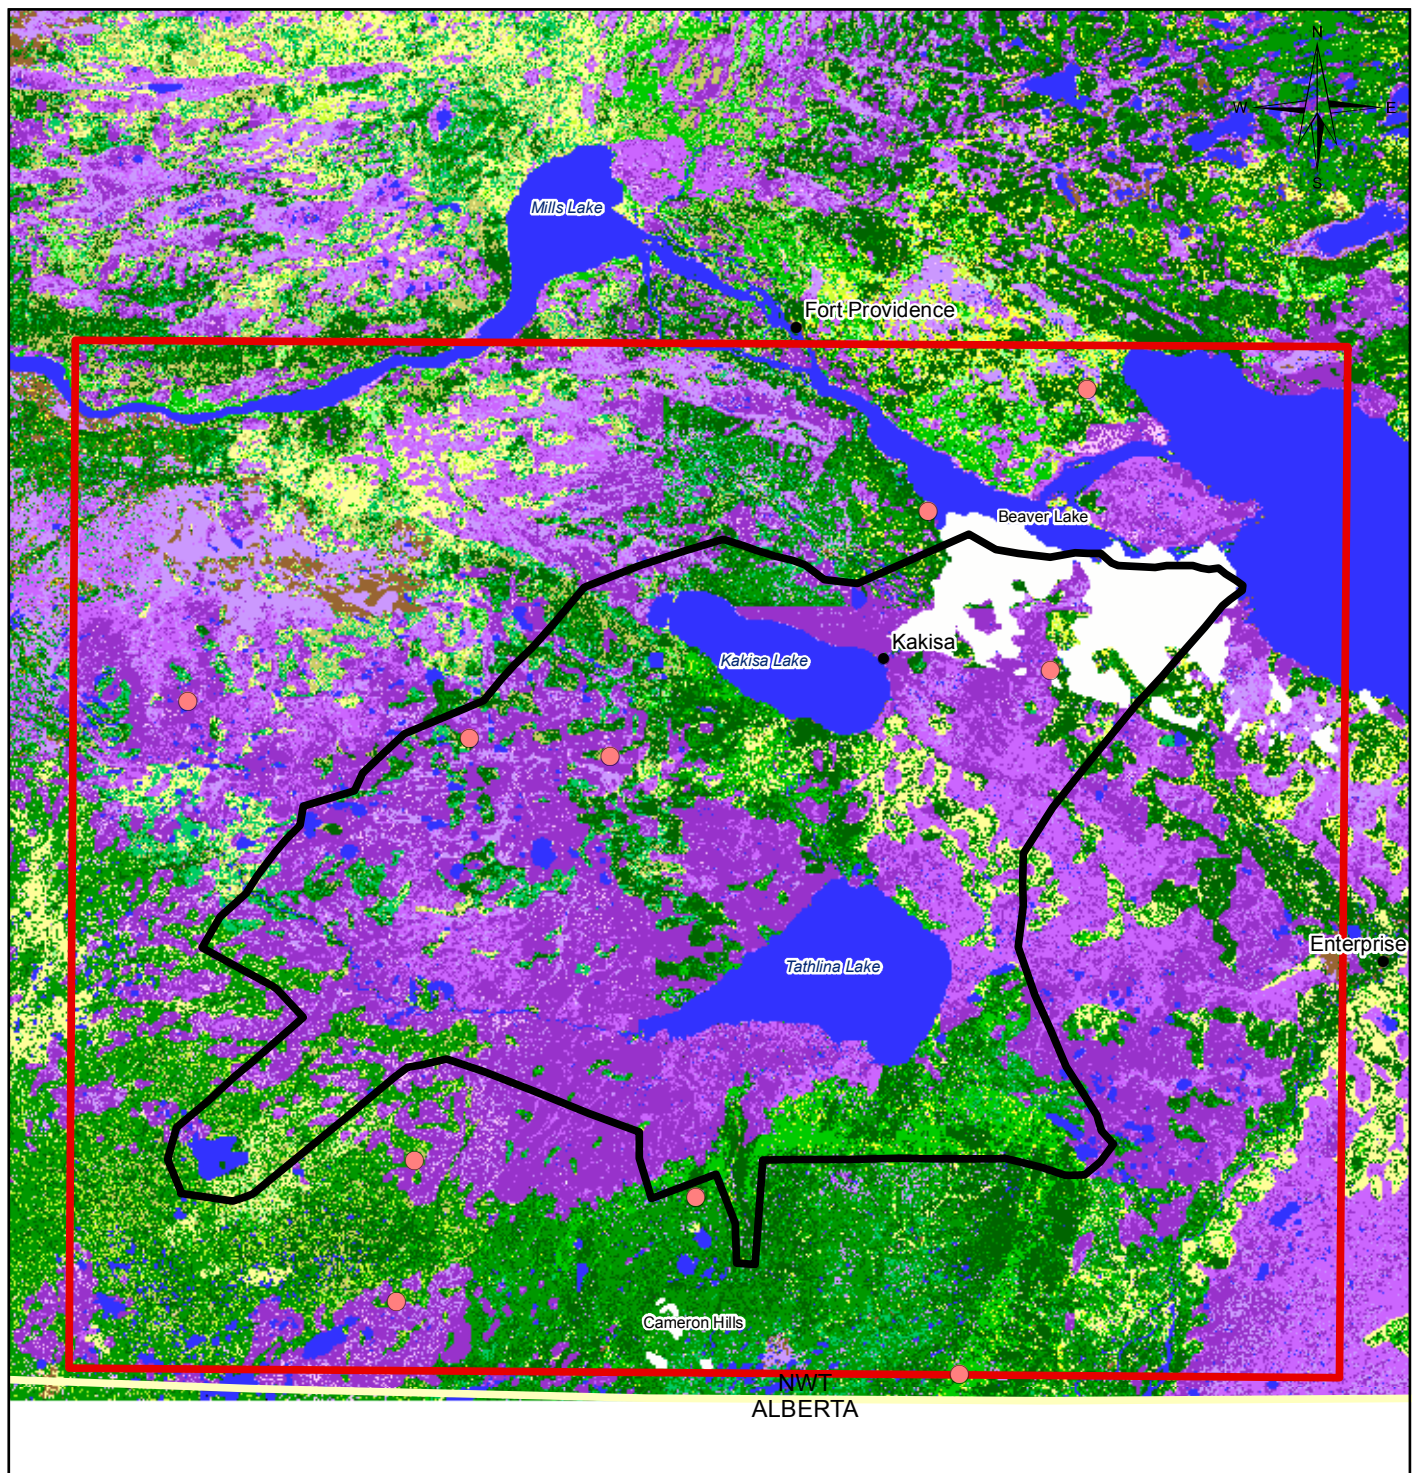 N
W E
S
Mills Lake
Fort Providence
Beaver Lake
Kakisa
Kakisa Lake
Enterprise
Tathlina Lake
Cameron Hills
NWT
ALBERTA